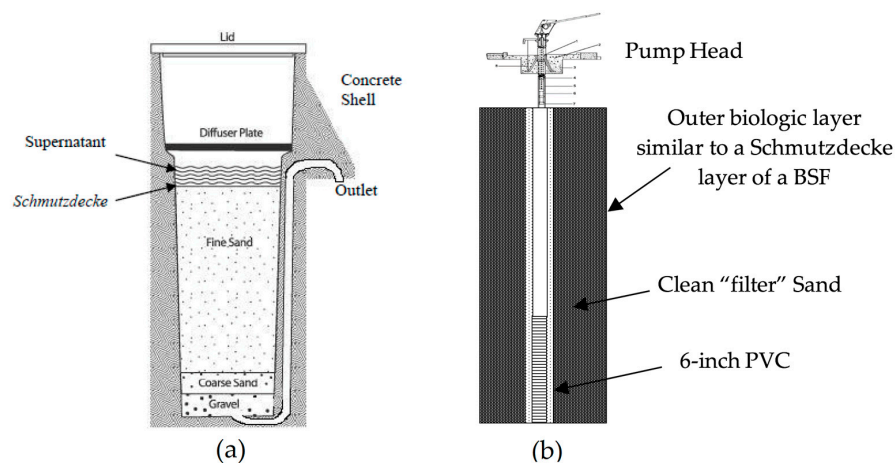 Lid
Concrete
Shell
Diffuser Plate
Supernatant
Schmutzdecke
Outlet
Fine Sand
Coarse Sand
Gravel
(a)
Pump Head
Outer biologic layer
similar to a Schmutzdecke
layer of a BSF
Clean “filter” Sand
6-inch PVC
(b)